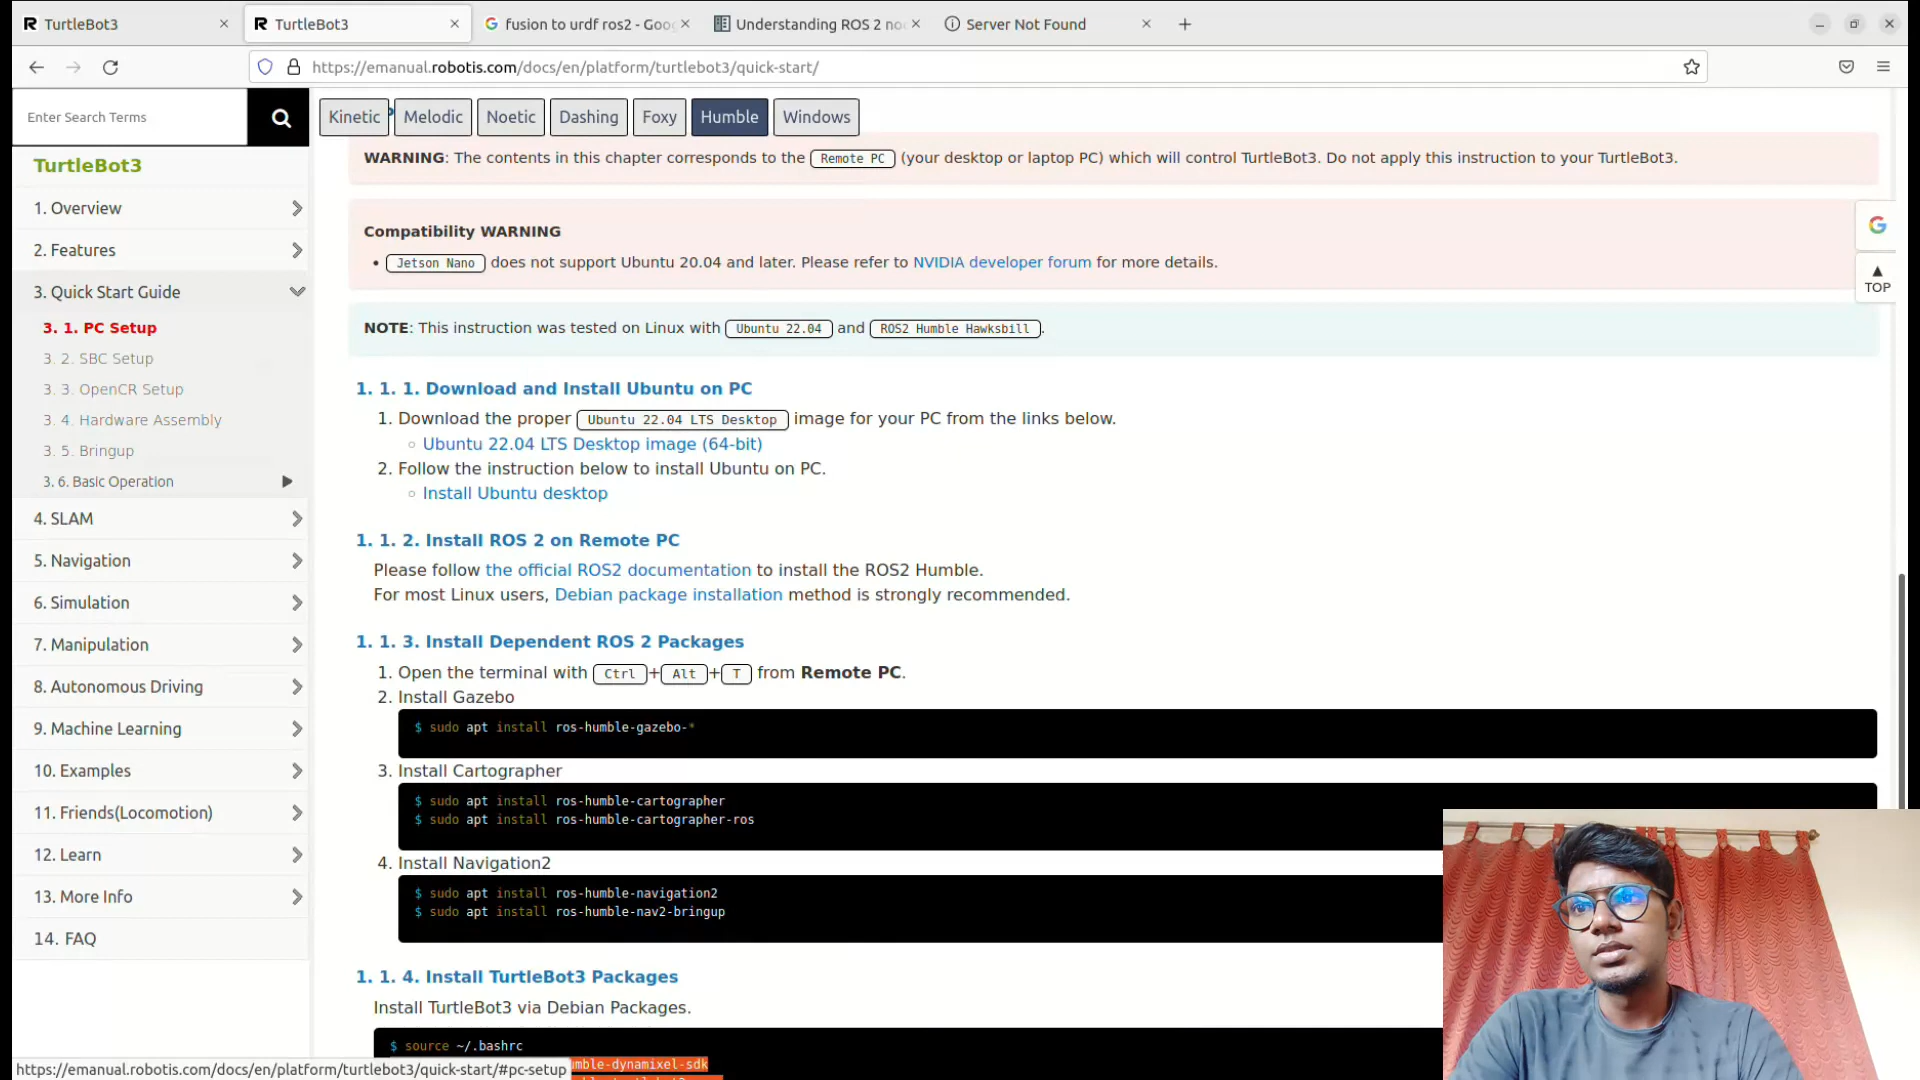 TurtleBot3
TurtleBot3
fusion to urdf ros2 - Goo
Understanding ROS 2 no
Server Not Found
https://emanual.robotis.com/docs/en/platform/turtlebot3/quick-start/
Enter Search Terms
Kinetic
Melodic
Noetic
Dashing
Foxy
Humble
Windows
TurtleBot3
1. Overview
2. Features
3. Quick Start Guide
3. 1. PC Setup
3. 2. SBC Setup
3. 3. OpenCR Setup
3. 4. Hardware Assembly
3. 5. Bringup
3. 6. Basic Operation
4. SLAM
5. Navigation
6. Simulation
7. Manipulation
8. Autonomous Driving
9. Machine Learning
10. Examples
11. Friends(Locomotion)
12. Learn
13. More Info
14. FAQ
WARNING: The contents in this chapter corresponds to the Remote PC (your desktop or laptop PC) which will control TurtleBot3. Do not apply this instruction to your TurtleBot3.
Compatibility WARNING
• Jetson Nano does not support Ubuntu 20.04 and later. Please refer to NVIDIA developer forum for more details.
G
TOP
NOTE: This instruction was tested on Linux with Ubuntu 22.04 and ROS2 Humble Hawksbill.
1. 1. 1. Download and Install Ubuntu on PC
1. Download the proper Ubuntu 22.04 LTS Desktop image for your PC from the links below.
Ubuntu 22.04 LTS Desktop image (64-bit)
2. Follow the instruction below to install Ubuntu on PC.
Install Ubuntu desktop
1. 1. 2. Install ROS 2 on Remote PC
Please follow the official ROS2 documentation to install the ROS2 Humble.
For most Linux users, Debian package installation method is strongly recommended.
1. 1. 3. Install Dependent ROS 2 Packages
1. Open the terminal with Ctrl+Alt+T from Remote PC.
2. Install Gazebo
$ sudo apt install ros-humble-gazebo-*
3. Install Cartographer
$ sudo apt install ros-humble-cartographer
$ sudo apt install ros-humble-cartographer-ros
4. Install Navigation2
$ sudo apt install ros-humble-navigation2
$ sudo apt install ros-humble-nav2-bringup
1. 1. 4. Install TurtleBot3 Packages
Install TurtleBot3 via Debian Packages.
$ source ~/.bashrc
umble-dynamixel-sdk
https://emanual.robotis.com/docs/en/platform/turtlebot3/quick-start/#pc-setup